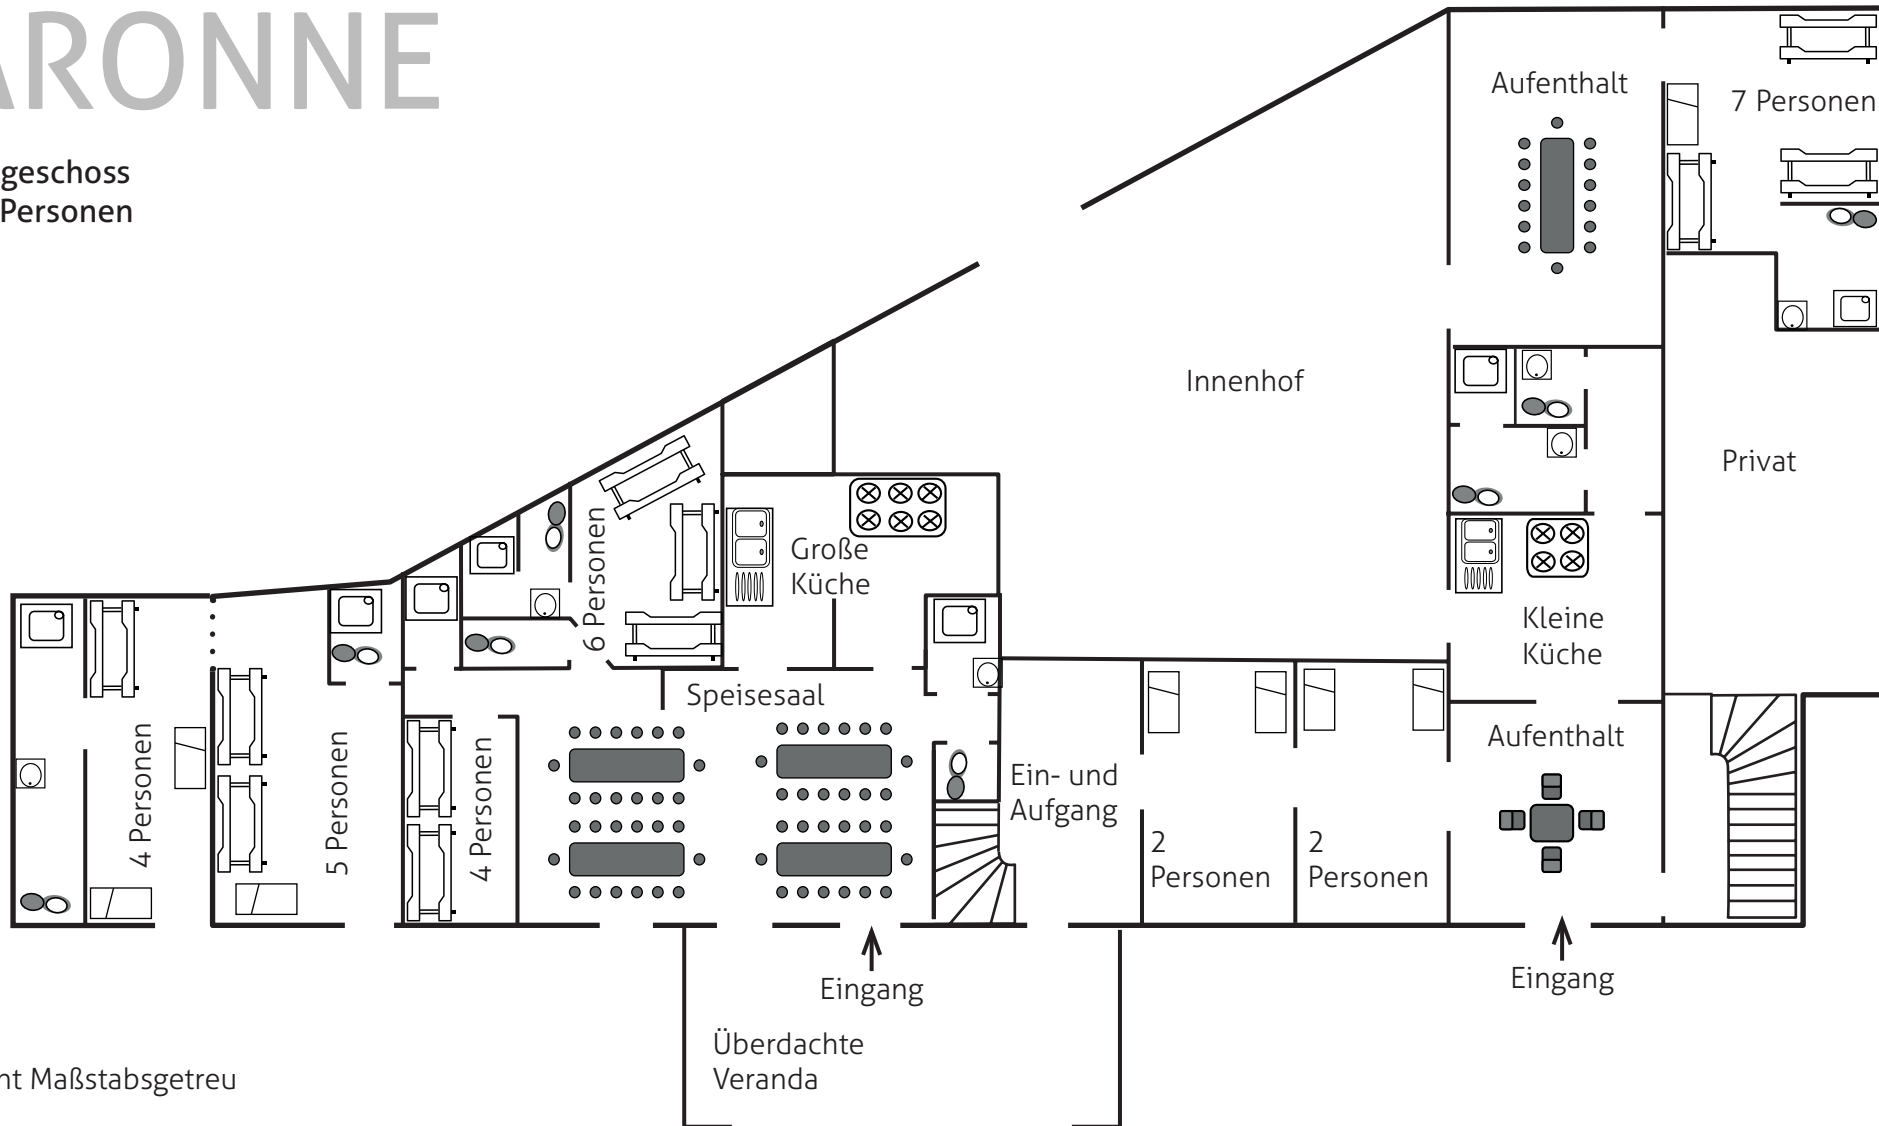 ARONNE
geschoss
Personen
Aufenthalt
7 Personen
Innenhof
Privat
6 Personen
Große
Küche
Kleine
Küche
Speisesaal
4 Personen
5 Personen
4 Personen
Ein- und
Aufgang
2
Personen
2
Personen
Aufenthalt
Eingang
Eingang
Überdachte
Veranda
nt Maßstabsgetreu